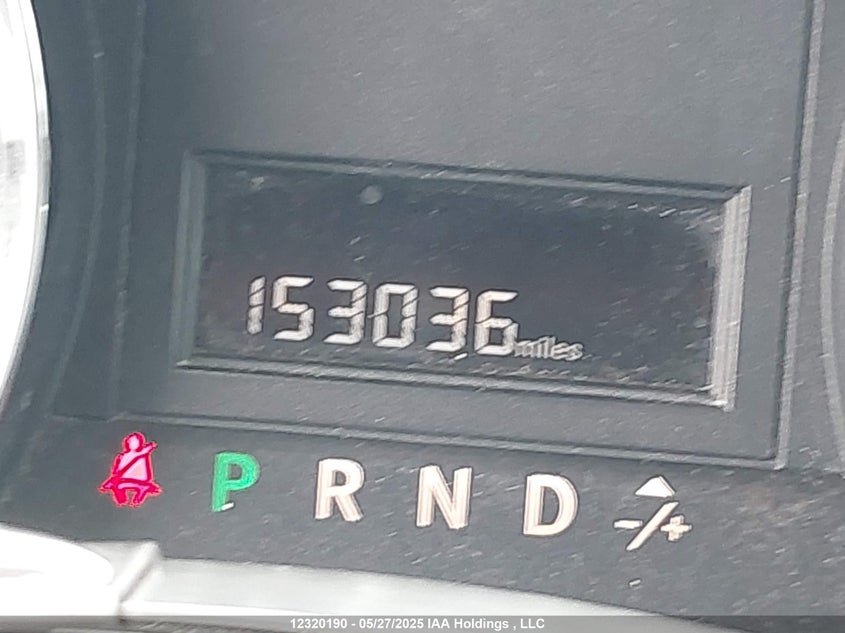 153036 miles
P R N D -/+
12320190 - 05/27/2025 IAA Holdings , LLC